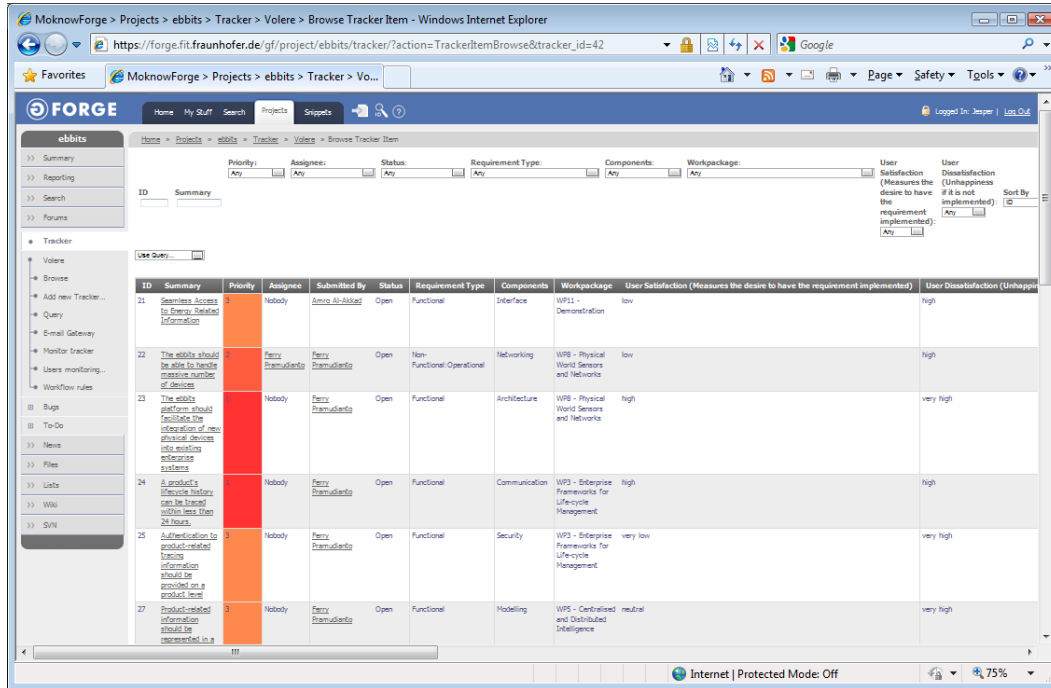 MoknowForge > Projects > ebbits > Tracker > Volere > Browse Tracker Item - Windows Internet Explorer
https://forge.fit.fraunhofer.de/gf/project/ebbits/tracker/?action=TrackerItemBrowse&tracker_id=42
Google
Favorites
MoknowForge > Projects > ebbits > Tracker > Vo...
Page
Safety
Tools
FORGE
Home My Stuff Search Projects Snippets
Logged In: Jesper | Log Out
ebbits
Home » Projects » ebbits » Tracker » Volere » Browse Tracker Item
Summary
Reporting
Search
Forums
Tracker
Volere
Browse
Add new Tracker...
Query
E-mail Gateway
Monitor tracker
Users monitoring...
Workflow rules
Bugs
To-Do
News
Files
Lists
Wiki
SVN
ID
Summary
Priority:
Any
Assignee:
Any
Status:
Any
Requirement Type:
Any
Components:
Any
Workpackage:
Any
User
Satisfaction
(Measures the
desire to have
the
requirement
implemented):
Any
User
Dissatisfaction
(Unhappiness
if it is not
implemented):
Any
Sort By
ID
Use Query...
ID Summary Priority Assignee Submitted By Status Requirement Type Components Workpackage User Satisfaction (Measures the desire to have the requirement implemented) User Dissatisfaction (Unhappin
21
Seamless Access
to Energy Related
Information
3
Nobody
Amro Al-Akkad
Open
Functional
Interface
WP11 -
Demonstration
low
high
22
The ebbits should
be able to handle
massive number
of devices
2
Ferry
Pramudianto
Ferry
Pramudianto
Open
Non-
Functional:Operational
Networking
WP8 - Physical
World Sensors
and Networks
low
high
23
The ebbits
platform should
facilitate the
integration of new
physical devices
into existing
enterprise
systems
1
Nobody
Ferry
Pramudianto
Open
Functional
Architecture
WP8 - Physical
World Sensors
and Networks
high
very high
24
A product's
lifecycle history
can be traced
within less than
24 hours.
1
Nobody
Ferry
Pramudianto
Open
Functional
Communication
WP3 - Enterprise
Frameworks for
Life-cycle
Management
high
high
25
Authentication to
product-related
tracing
information
should be
provided on a
product level
3
Nobody
Ferry
Pramudianto
Open
Functional
Security
WP3 - Enterprise
Frameworks for
Life-cycle
Management
very low
very high
27
Product-related
information
should be
represented in a
3
Nobody
Ferry
Pramudianto
Open
Functional
Modelling
WP5 - Centralised
and Distributed
Intelligence
neutral
very high
Internet | Protected Mode: Off
75%